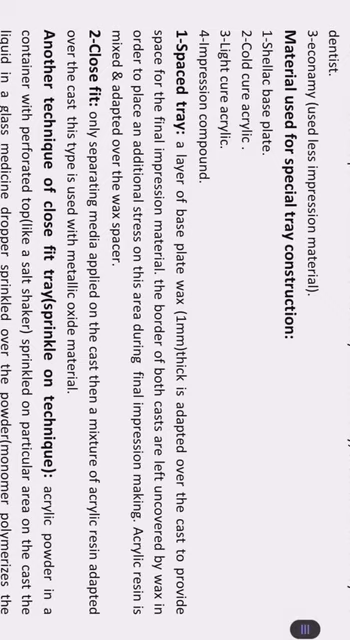 dentist.
3-econamy (used less impression material).
Material used for special tray construction:
1-Shellac base plate.
2-Cold cure acrylic .
3-Light cure acrylic.
4-Impression compound.
1-Spaced tray: a layer of base plate wax (1mm)thick is adapted over the cast to provide
space for the final impression material. the border of both casts are left uncovered by wax in
order to place an additional stress on this area during final impression making. Acrylic resin is
mixed & adapted over the wax spacer.
2-Close fit: only separating media applied on the cast then a mixture of acrylic resin adapted
over the cast this type is used with metallic oxide material.
Another technique of close fit tray(sprinkle on technique): acrylic powder in a
container with perforated top(like a salt shaker) sprinkled on particular area on the cast the
liquid in a glass medicine dropper sprinkled over the powder(monomer polymerizes the